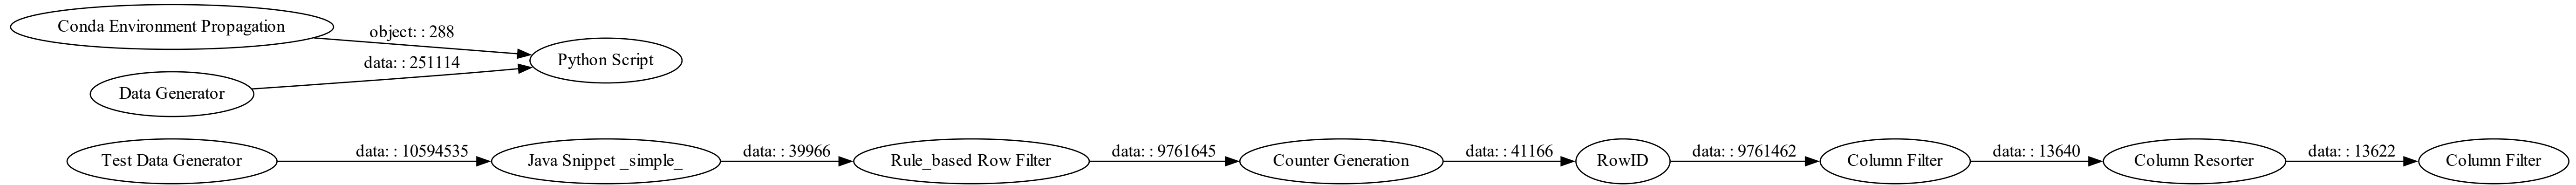 Conda Environment Propagation
object: : 288
Python Script
data: : 251114
Data Generator
Test Data Generator
data: : 10594535
Java Snippet _simple_
data: : 39966
Rule_based Row Filter
data: : 9761645
Counter Generation
data: : 41166
RowID
data: : 9761462
Column Filter
data: : 13640
Column Resorter
data: : 13622
Column Filter